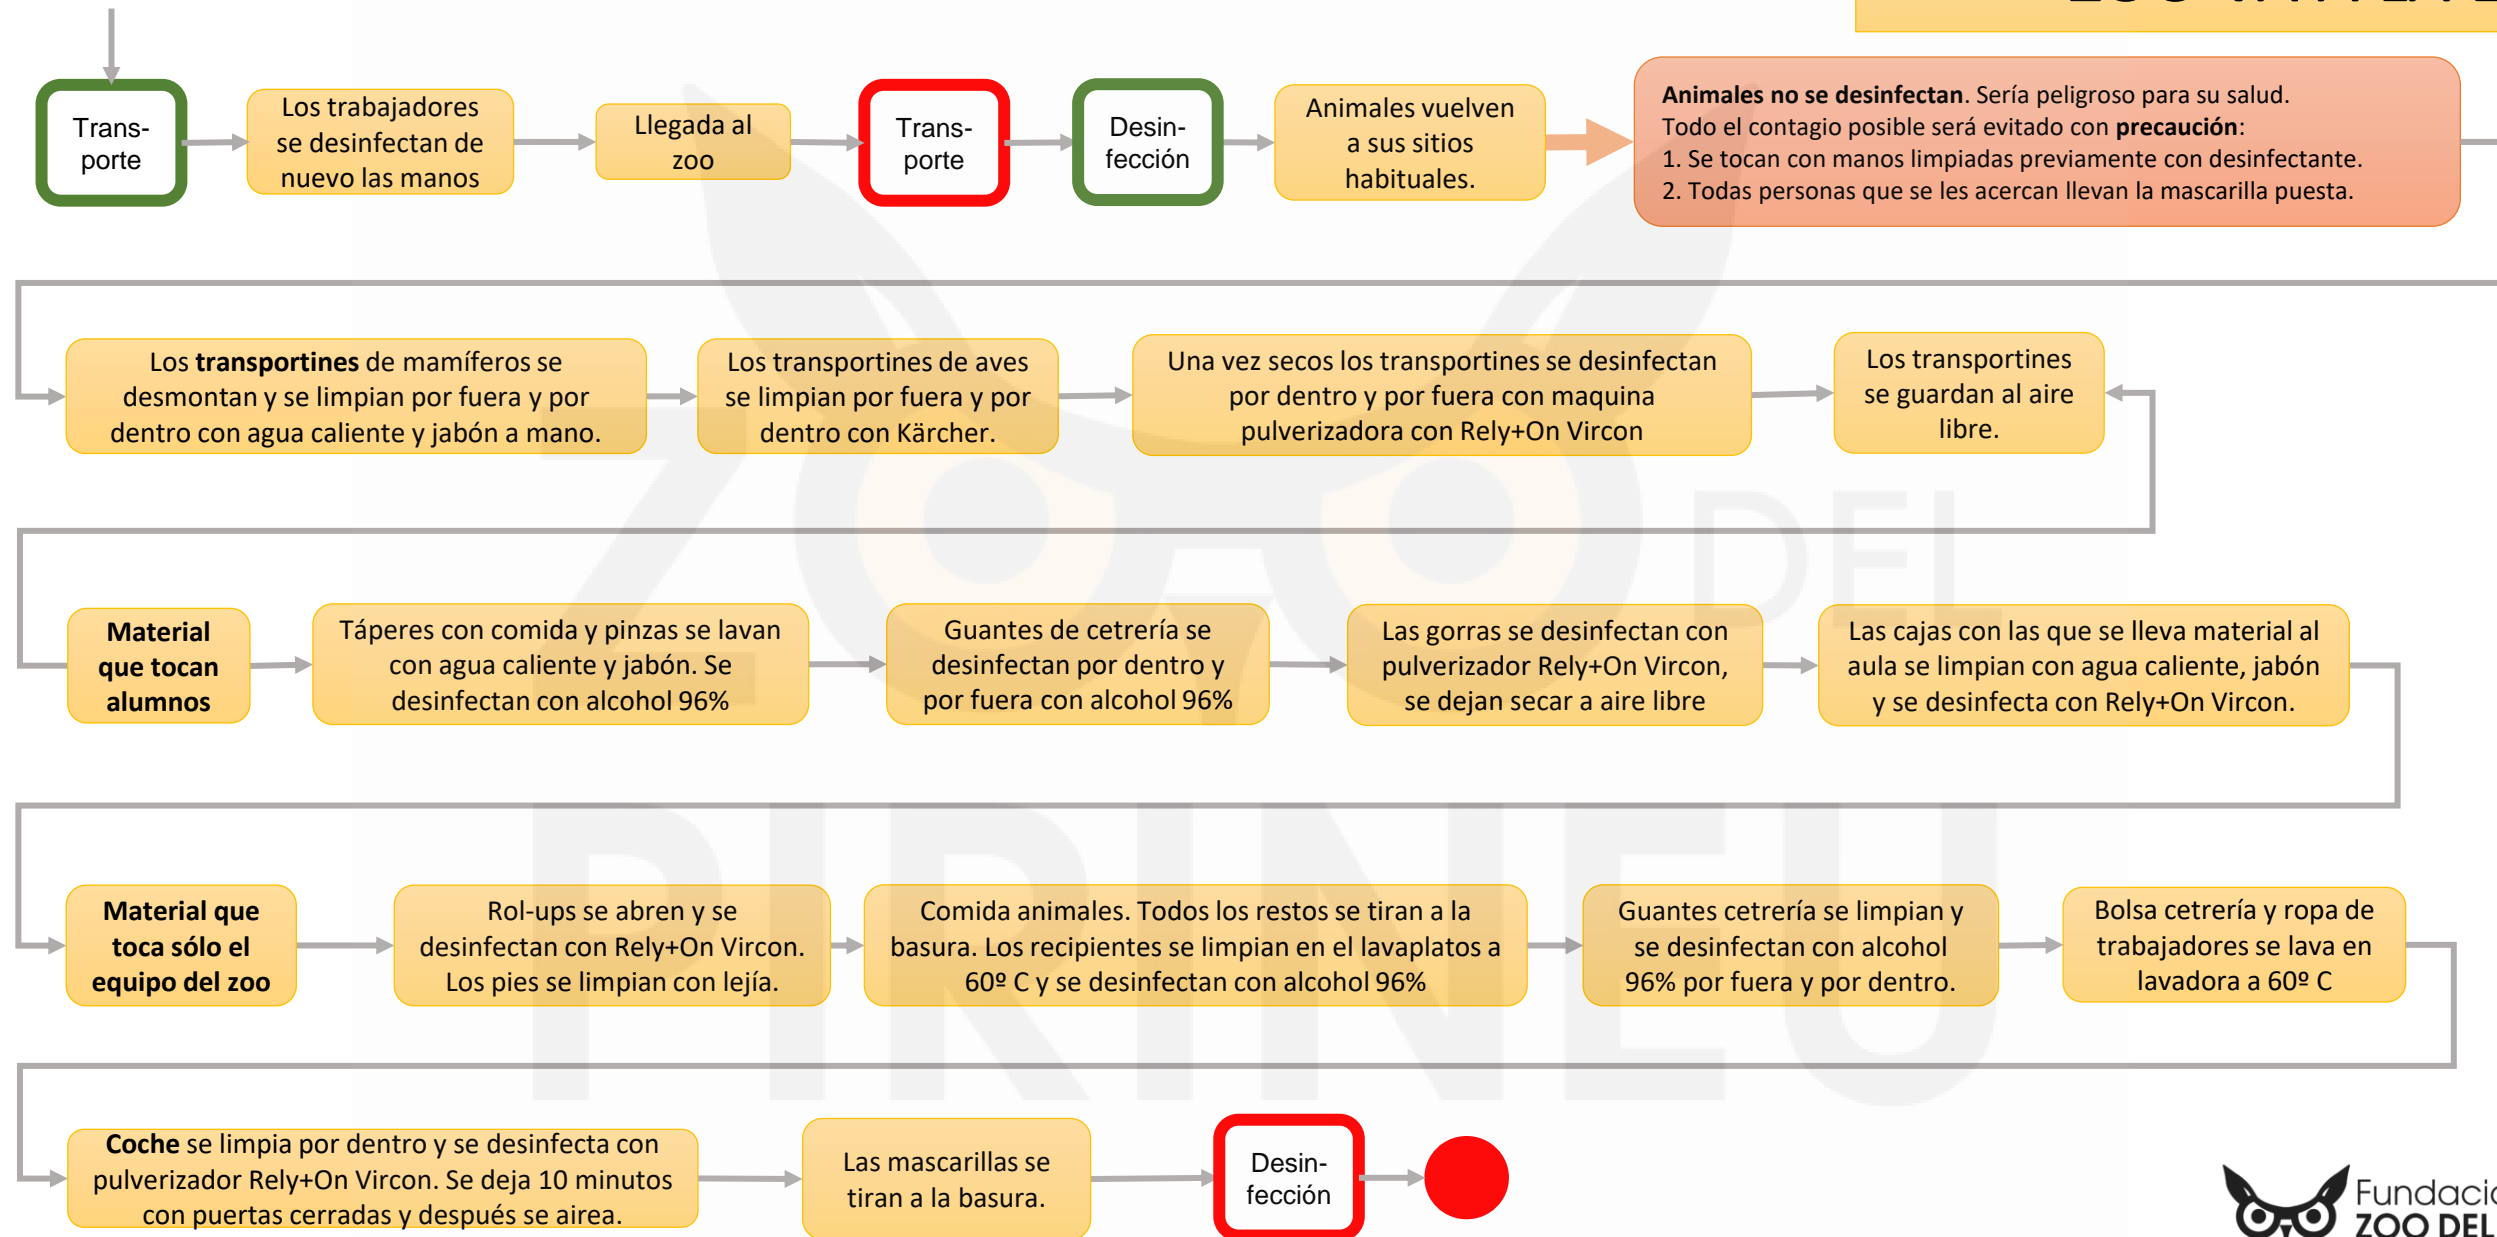 Trans-
porte
Los trabajadores
se desinfectan de
nuevo las manos
Llegada al
zoo
Trans-
porte
Desin-
fección
Animales vuelven
a sus sitios
habituales.
Animales no se desinfectan. Sería peligroso para su salud.
Todo el contagio posible será evitado con precaución:
1. Se tocan con manos limpiadas previamente con desinfectante.
2. Todas personas que se les acercan llevan la mascarilla puesta.
Los transportines de mamíferos se
desmontan y se limpian por fuera y por
dentro con agua caliente y jabón a mano.
Los transportines de aves
se limpian por fuera y por
dentro con Kärcher.
Una vez secos los transportines se desinfectan
por dentro y por fuera con maquina
pulverizadora con Rely+On Vircon
Los transportines
se guardan al aire
libre.
Material
que tocan
alumnos
Táperes con comida y pinzas se lavan
con agua caliente y jabón. Se
desinfectan con alcohol 96%
Guantes de cetrería se
desinfectan por dentro y
por fuera con alcohol 96%
Las gorras se desinfectan con
pulverizador Rely+On Vircon,
se dejan secar a aire libre
Las cajas con las que se lleva material al
aula se limpian con agua caliente, jabón
y se desinfecta con Rely+On Vircon.
Material que
toca sólo el
equipo del zoo
Rol-ups se abren y se
desinfectan con Rely+On Vircon.
Los pies se limpian con lejía.
Comida animales. Todos los restos se tiran a la
basura. Los recipientes se limpian en el lavaplatos a
60º C y se desinfectan con alcohol 96%
Guantes cetrería se limpian y
se desinfectan con alcohol
96% por fuera y por dentro.
Bolsa cetrería y ropa de
trabajadores se lava en
lavadora a 60º C
Coche se limpia por dentro y se desinfecta con
pulverizador Rely+On Vircon. Se deja 10 minutos
con puertas cerradas y después se airea.
Las mascarillas se
tiran a la basura.
Desin-
fección
ZOO DEL
PIRINEU
ZOO DEL